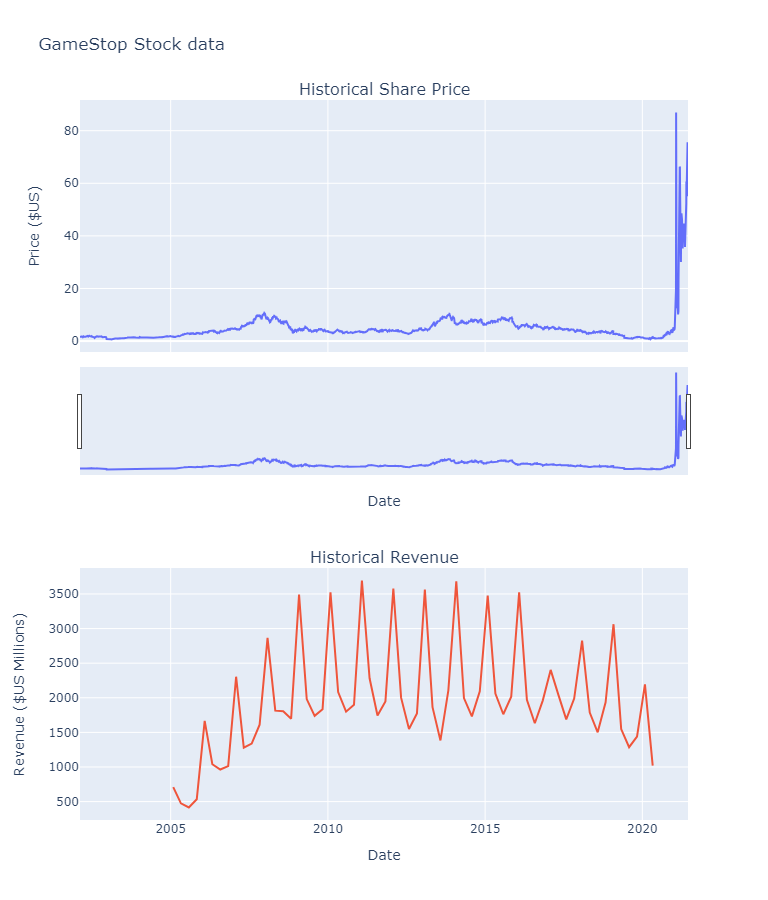 GameStop Stock data
Historical Share Price
80
60
40
20
0
Price ($US)
Date
Historical Revenue
3500
3000
2500
2000
1500
1000
500
Revenue ($US Millions)
2005 2010 2015 2020
Date